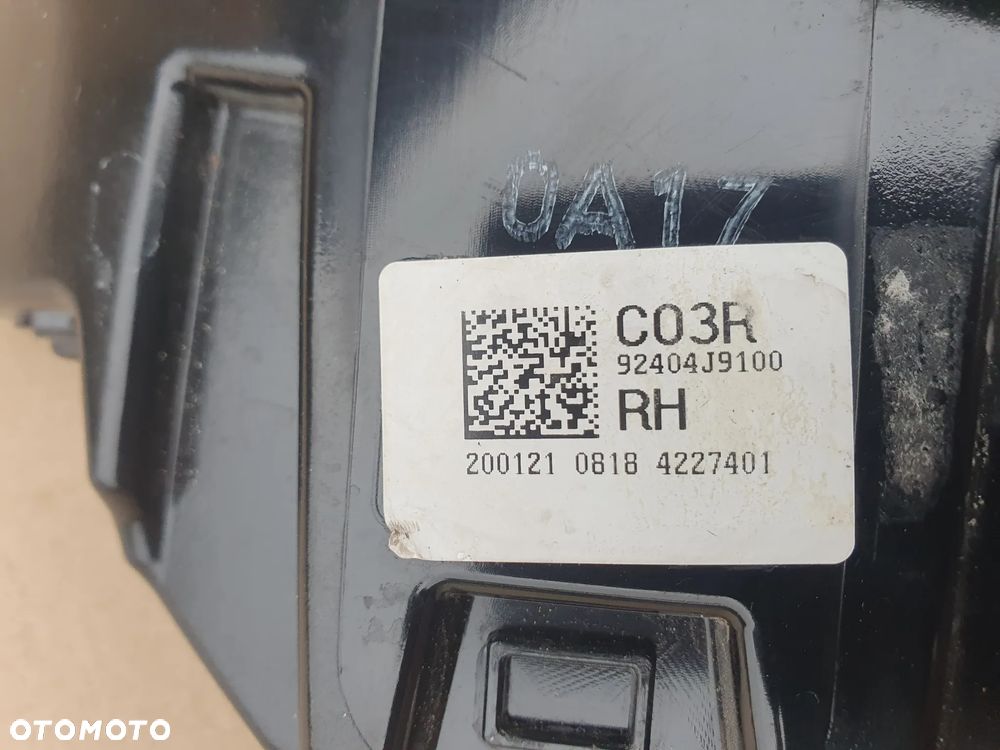 0A17
C03R
92404J9100
RH
200121 0818 4227401
OTOMOTO